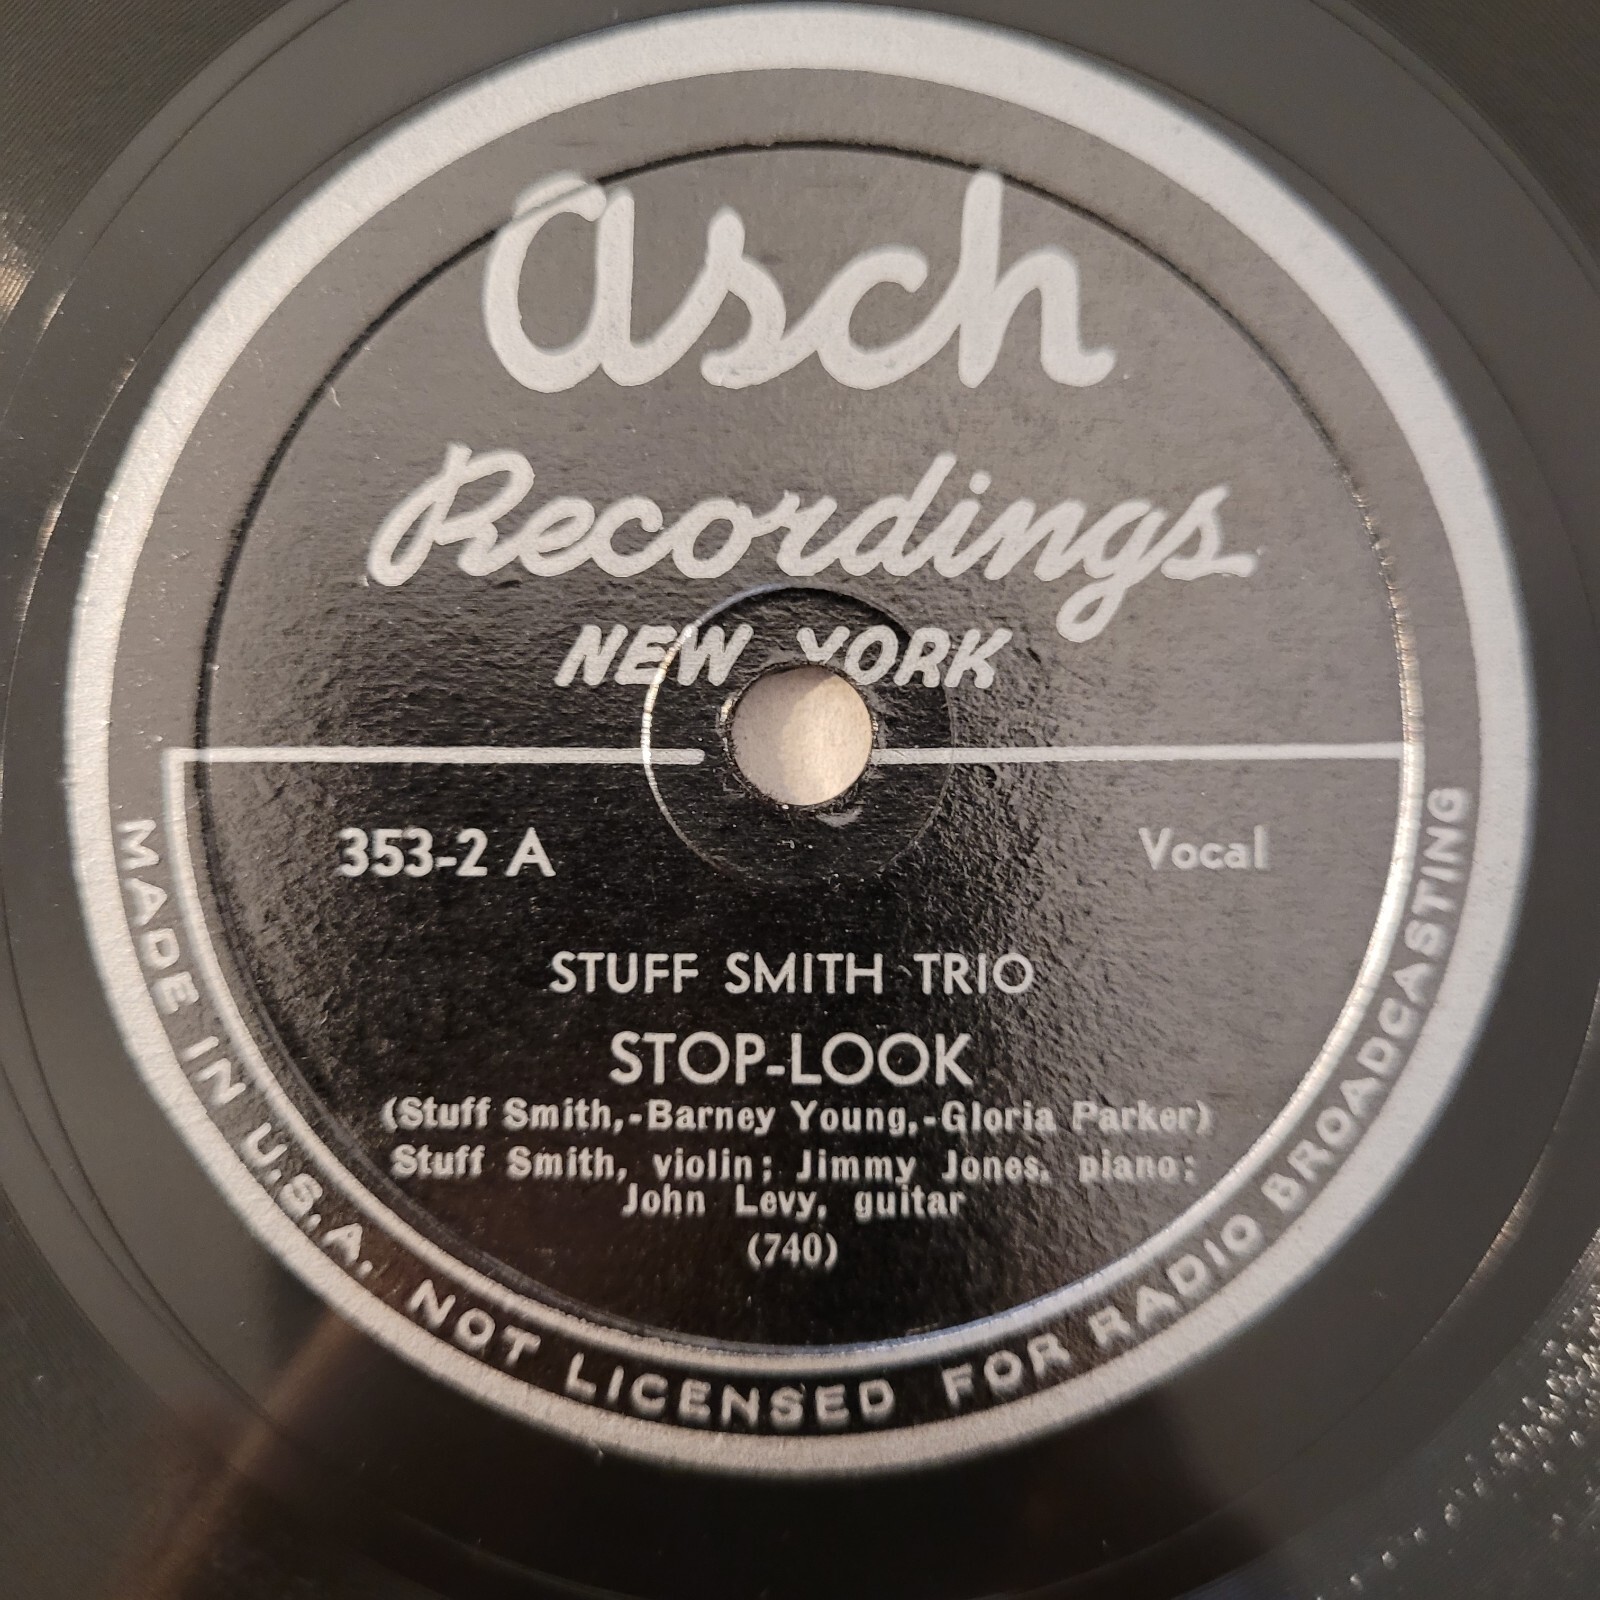 asch
Recordings
NEW YORK
353-2 A
Vocal
STUFF SMITH TRIO
STOP-LOOK
(Stuff Smith,-Barney Young,-Gloria Parker)
Stuff Smith, violin; Jimmy Jones, piano;
John Levy, guitar
(740)
MADE IN U.S.A. NOT LICENSED FOR RADIO BROADCASTING